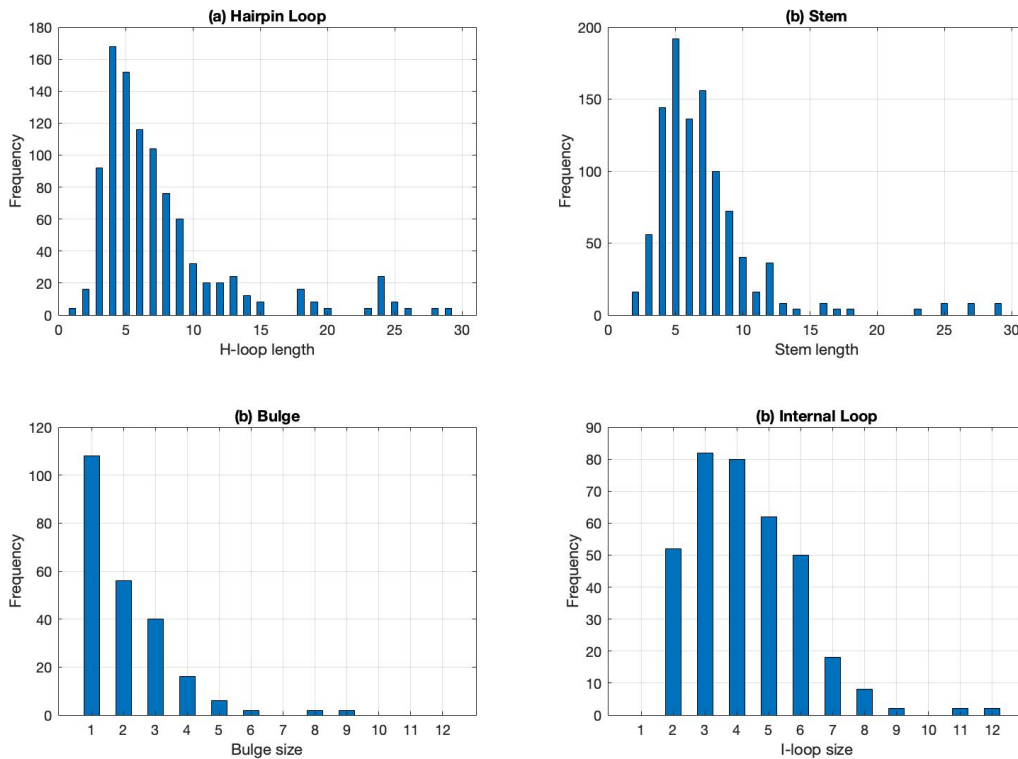 (a) Hairpin Loop
180
160
140
120
100
80
60
40
20
0
Frequency
0 5 10 15 20 25 30
H-loop length
(b) Stem
200
150
100
50
0
Frequency
0 5 10 15 20 25 30
Stem length
(b) Bulge
120
100
80
60
40
20
0
Frequency
1 2 3 4 5 6 7 8 9 10 11 12
Bulge size
(b) Internal Loop
90
80
70
60
50
40
30
20
10
0
Frequency
1 2 3 4 5 6 7 8 9 10 11 12
I-loop size